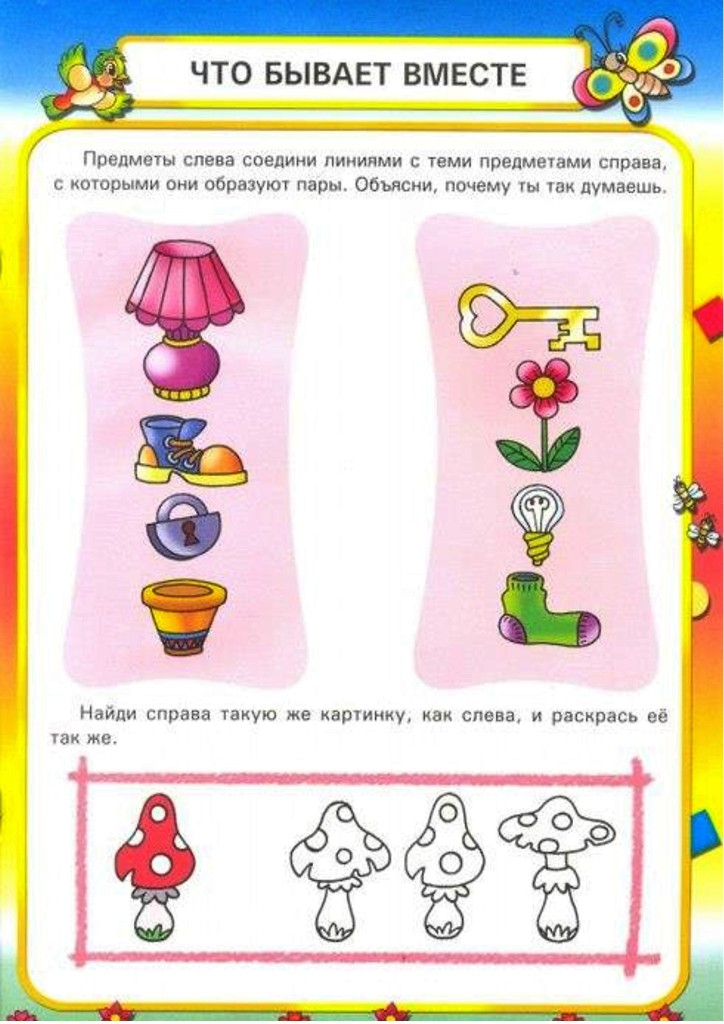 ЧТО БЫВАЕТ ВМЕСТЕ
Предметы слева соедини линиями с теми предметами справа,
с которыми они образуют пары. Объясни, почему ты так думаешь.
Найди справа такую же картинку, как слева, и раскрась её
так же.